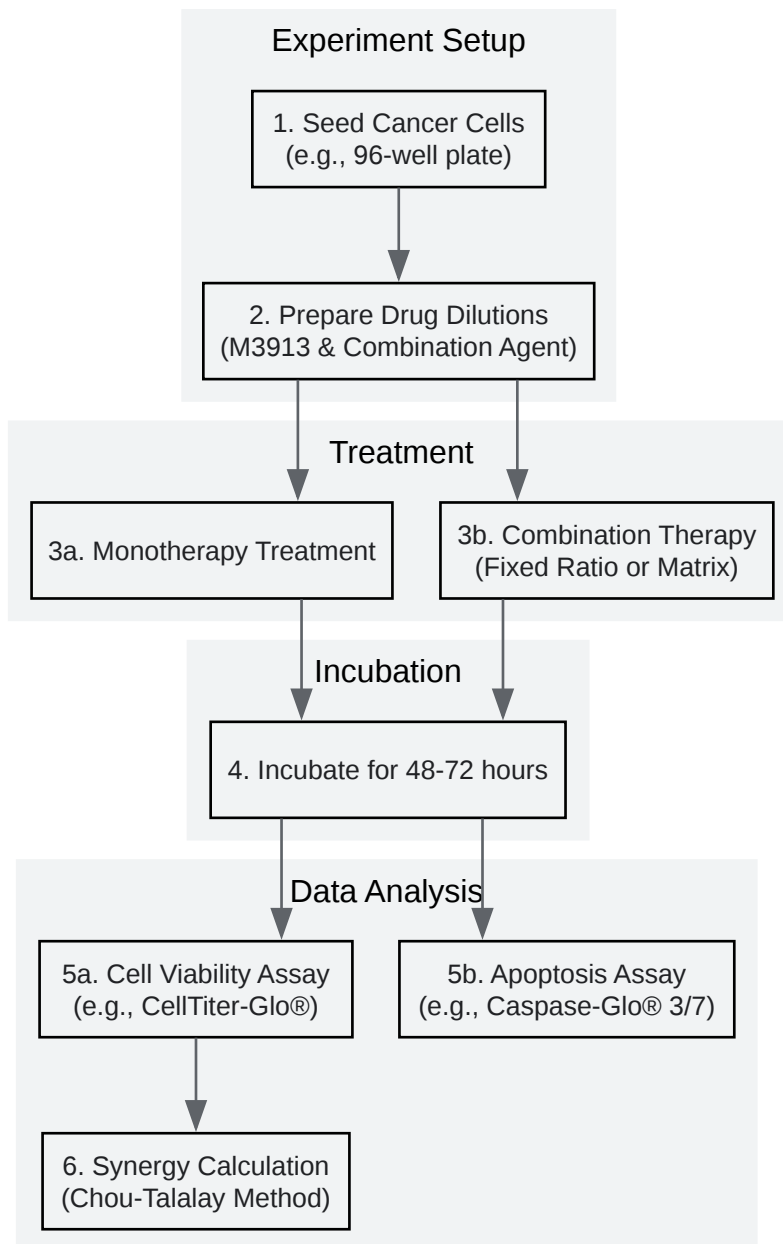 Experiment Setup
1. Seed Cancer Cells
(e.g., 96-well plate)
2. Prepare Drug Dilutions
(M3913 & Combination Agent)
Treatment
3a. Monotherapy Treatment
3b. Combination Therapy
(Fixed Ratio or Matrix)
Incubation
4. Incubate for 48-72 hours
Data Analysis
5a. Cell Viability Assay
(e.g., CellTiter-Glo®)
5b. Apoptosis Assay
(e.g., Caspase-Glo® 3/7)
6. Synergy Calculation
(Chou-Talalay Method)